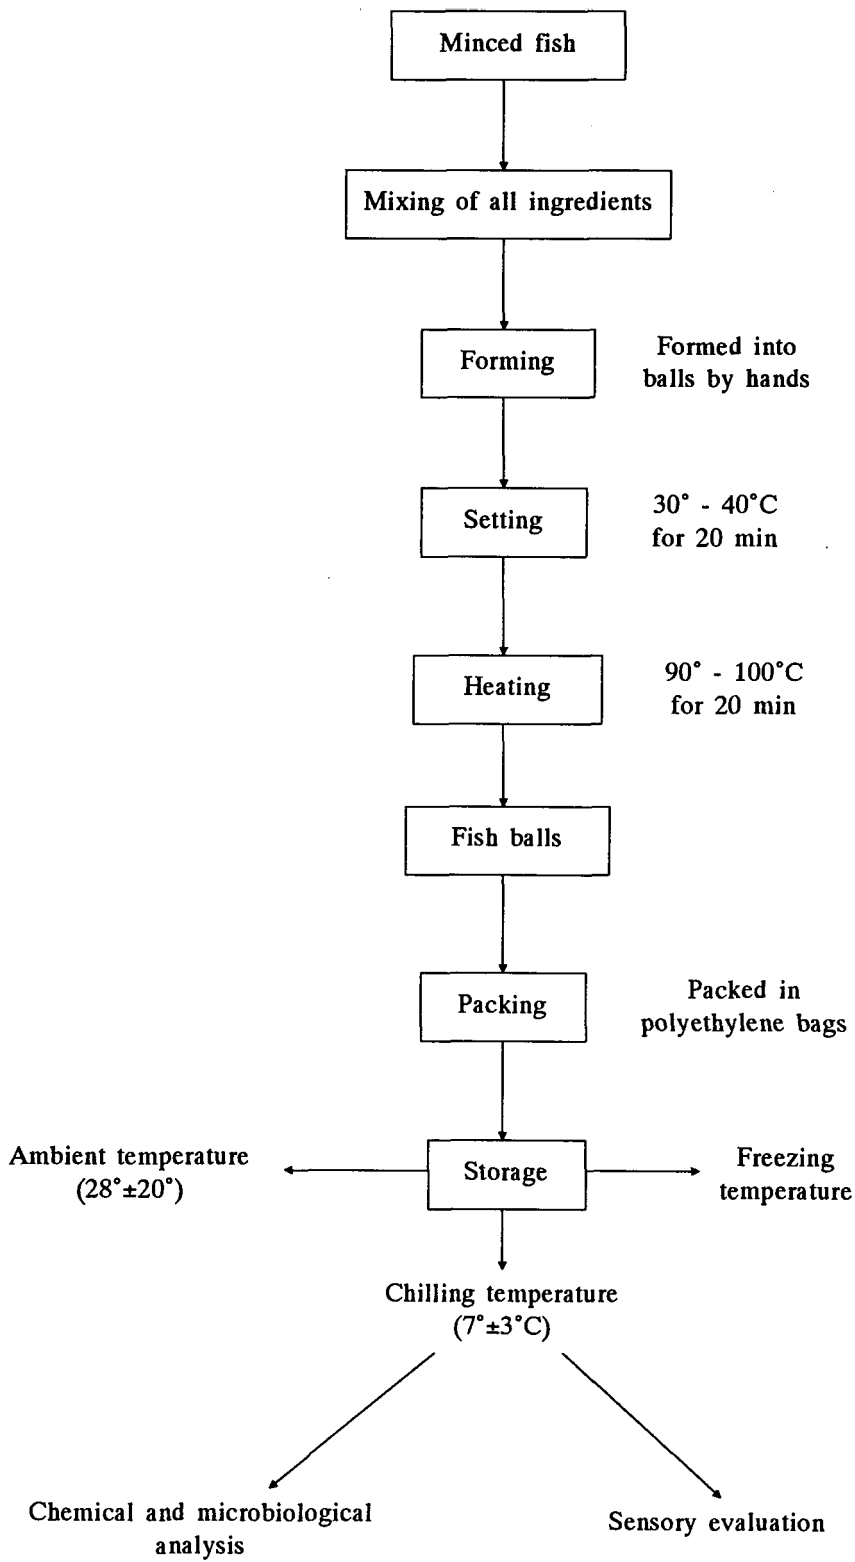 Minced fish
Mixing of all ingredients
Forming
Formed into
balls by hands
Setting
30° - 40°C
for 20 min
Heating
90° - 100°C
for 20 min
Fish balls
Packing
Packed in
polyethylene bags
Ambient temperature
(28°±20°)
Storage
Freezing
temperature
Chilling temperature
(7°±3°C)
Chemical and microbiological
analysis
Sensory evaluation